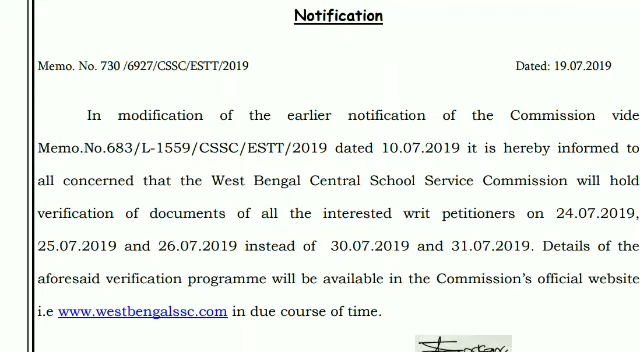 Notification
Memo. No. 730 /6927/CSSC/ESTT/2019 Dated: 19.07.2019
In modification of the earlier notification of the Commission vide
Memo.No.683/L-1559/CSSC/ESTT/2019 dated 10.07.2019 it is hereby informed to
all concerned that the West Bengal Central School Service Commission will hold
verification of documents of all the interested writ petitioners on 24.07.2019,
25.07.2019 and 26.07.2019 instead of 30.07.2019 and 31.07.2019. Details of the
aforesaid verification programme will be available in the Commission's official website
i.e www.westbengalssc.com in due course of time.